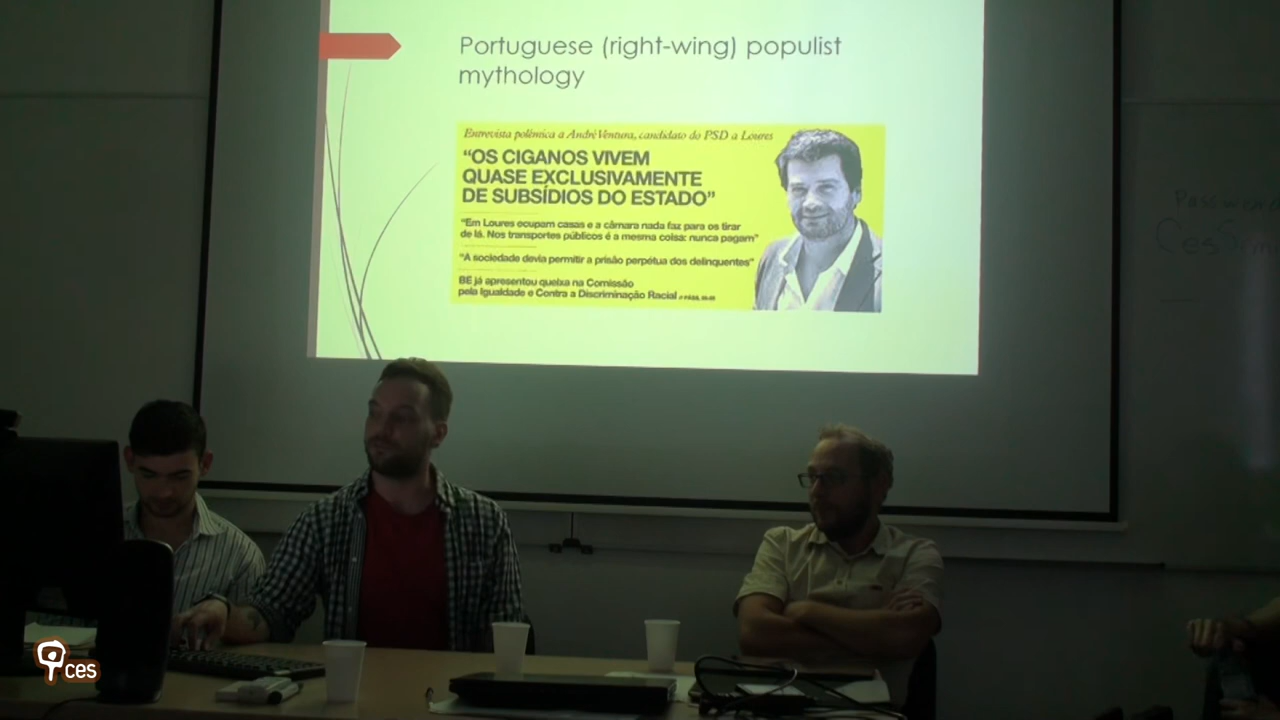 Portuguese (right-wing) populist
mythology
Entrevista polémica a André Ventura, candidato do PSD a Loures
“OS CIGANOS VIVEM
QUASE EXCLUSIVAMENTE
DE SUBSÍDIOS DO ESTADO”
“Em Loures ocupam casas e a câmara nada faz para os tirar
de lá. Nos transportes públicos é a mesma coisa: nunca pagam”
“A sociedade devia permitir a prisão perpétua dos delinquentes”
BE já apresentou queixa na Comissão
pela Igualdade e Contra a Discriminação Racial
ces